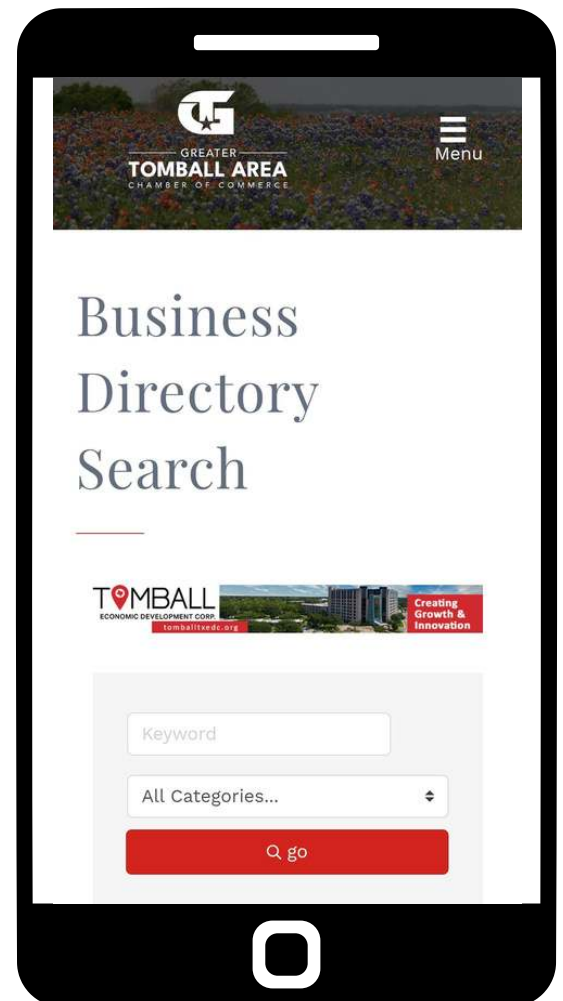 GREATER
TOMBALL AREA
CHAMBER OF COMMERCE
Menu
Business
Directory
Search
TOMBALL
ECONOMIC DEVELOPMENT CORP.
tomballtxedc.org
Creating
Growth &
Innovation
Keyword
All Categories...
go